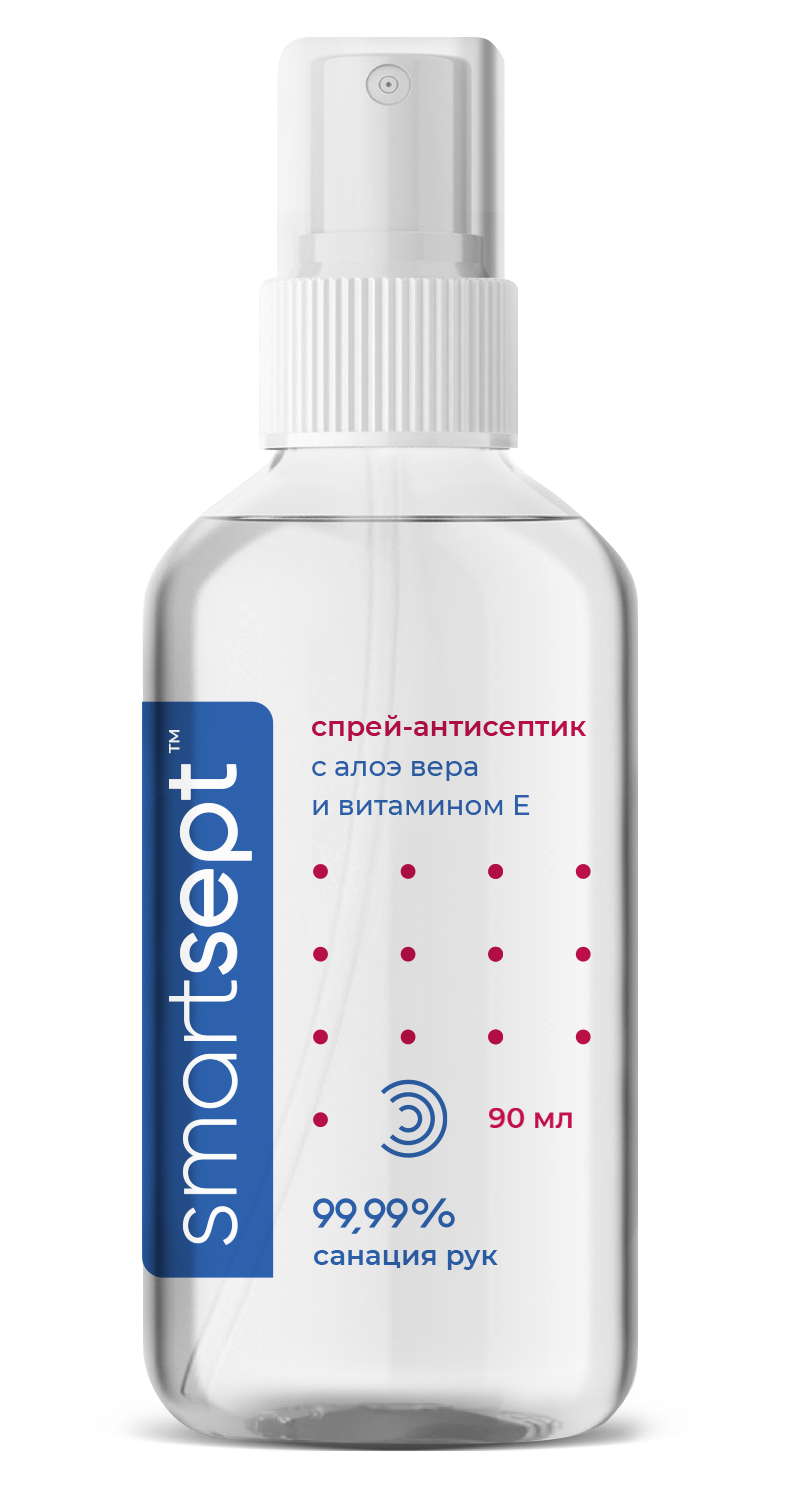 smartsept™
спрей-антисептик
с алоэ вера
и витамином Е
90 мл
99,99%
санация рук